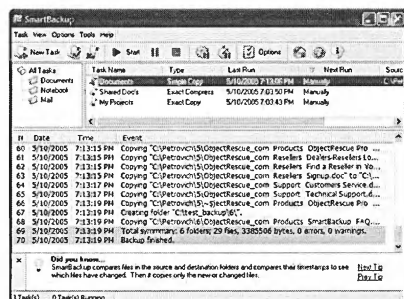 SmartBackup
Task View Options Tools Help
New Task Start Options
All Tasks
Documents
Notebook
Mail
Task Name Type Last Run Next Run Source
Documents Simple Copy 5/10/2005 7:13:06 PM Manually
Shared Docs Exact Compress 5/10/2005 7:03:50 PM Manually
My Projects Exact Copy 5/10/2005 7:03:43 PM Manually
N Date Time Event
60 5/10/2005 7:13:15 PM Copying "C:\Petrovich\5\ObjectRescue_com Products ObjectRescue Pro ...
61 5/10/2005 7:13:15 PM Copying "C:\Petrovich\5\ObjectRescue_com Resellers Dealers-Resellers Lo...
62 5/10/2005 7:13:15 PM Copying "C:\Petrovich\5\ObjectRescue_com Resellers Find a Reseller in Yo...
63 5/10/2005 7:13:16 PM Copying "C:\Petrovich\5\ObjectRescue_com Resellers Signup.doc" to "C:\...
64 5/10/2005 7:13:16 PM Copying "C:\Petrovich\5\ObjectRescue_com Support Customers Service.d...
65 5/10/2005 7:13:17 PM Copying "C:\Petrovich\5\ObjectRescue_com Support Technical Support.d...
66 5/10/2005 7:13:19 PM Copying "C:\Petrovich\5\~$jectRescue_com Products ObjectRescue Pro ...
67 5/10/2005 7:13:19 PM Creating folder "C:\test_backup\6\".
68 5/10/2005 7:13:19 PM Copying "C:\Petrovich\6\ObjectRescue_com Products SmartBackup FAQ....
69 5/10/2005 7:13:19 PM Total symmary: 6 folders; 29 files, 3385506 bytes, 0 errors, 0 warnings.
70 5/10/2005 7:13:19 PM Backup finished.
Did you know...
SmartBackup compares files in the source and destination folders and compares their timestamps to see
which files have changed. Then it copies only the new or changed files.
New Tip
Prev Tip
Task(s) 0 Task(s) Running